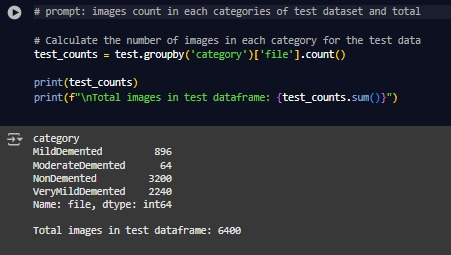 # prompt: images count in each categories of test dataset and total
# Calculate the number of images in each category for the test data
test_counts = test.groupby('category')['file'].count()
print(test_counts)
print(f"\nTotal images in test dataframe: {test_counts.sum()}")
category
MildDemented 896
ModerateDemented 64
NonDemented 3200
VeryMildDemented 2240
Name: file, dtype: int64
Total images in test dataframe: 6400